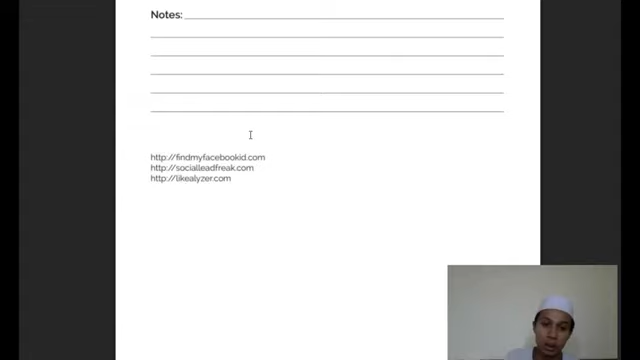 Notes:
http://findmyfacebookid.com
http://socialleadfreak.com
http://likealyzer.com